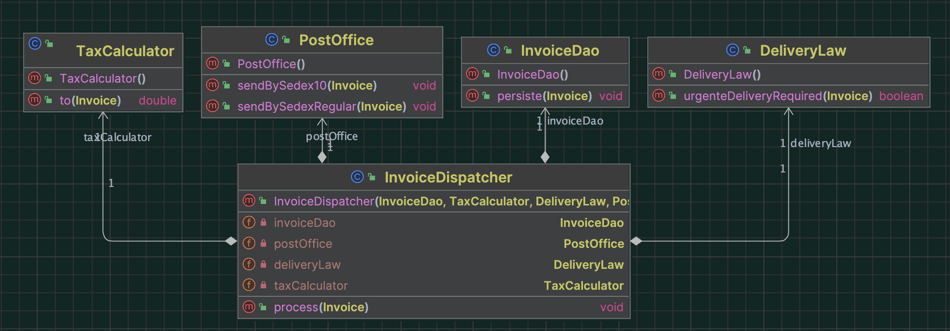 TaxCalculator
TaxCalculator()
to(Invoice) double
PostOffice
PostOffice()
sendBySedex10(Invoice) void
sendBySedexRegular(Invoice) void
InvoiceDao
InvoiceDao()
persiste(Invoice) void
DeliveryLaw
DeliveryLaw()
urgenteDeliveryRequired(Invoice) boolean
taxCalculator
1
1
postOffice
1
1
1 invoiceDao
1
1 deliveryLaw
1
InvoiceDispatcher
InvoiceDispatcher(InvoiceDao, TaxCalculator, DeliveryLaw, Pos
invoiceDao InvoiceDao
postOffice PostOffice
deliveryLaw DeliveryLaw
taxCalculator TaxCalculator
process(Invoice) void